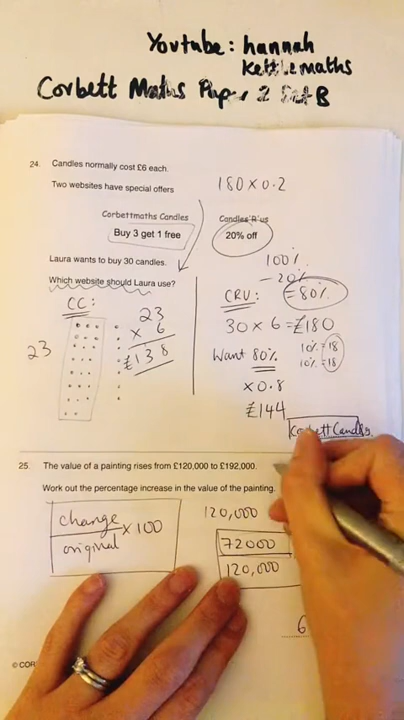 Youtube: hannah
kettlemaths
Corbett Maths Paper 2 Set B
24. Candles normally cost £6 each.
Two websites have special offers
180 x 0.2
Corbettmaths Candles
Candles 'R' us
Buy 3 get 1 free
20% off
Laura wants to buy 30 candles.
100%
- 20%
= 80%
Which website should Laura use?
CC:
CRU:
23
x 6
£138
23
30 x 6 = £180
10% = 18
10% = 18
Want 80%
x 0.8
£144
Corbett Candles.
25. The value of a painting rises from £120,000 to £192,000.
Work out the percentage increase in the value of the painting.
change
original
x 100
120,000
72000
120,000
6
© COR